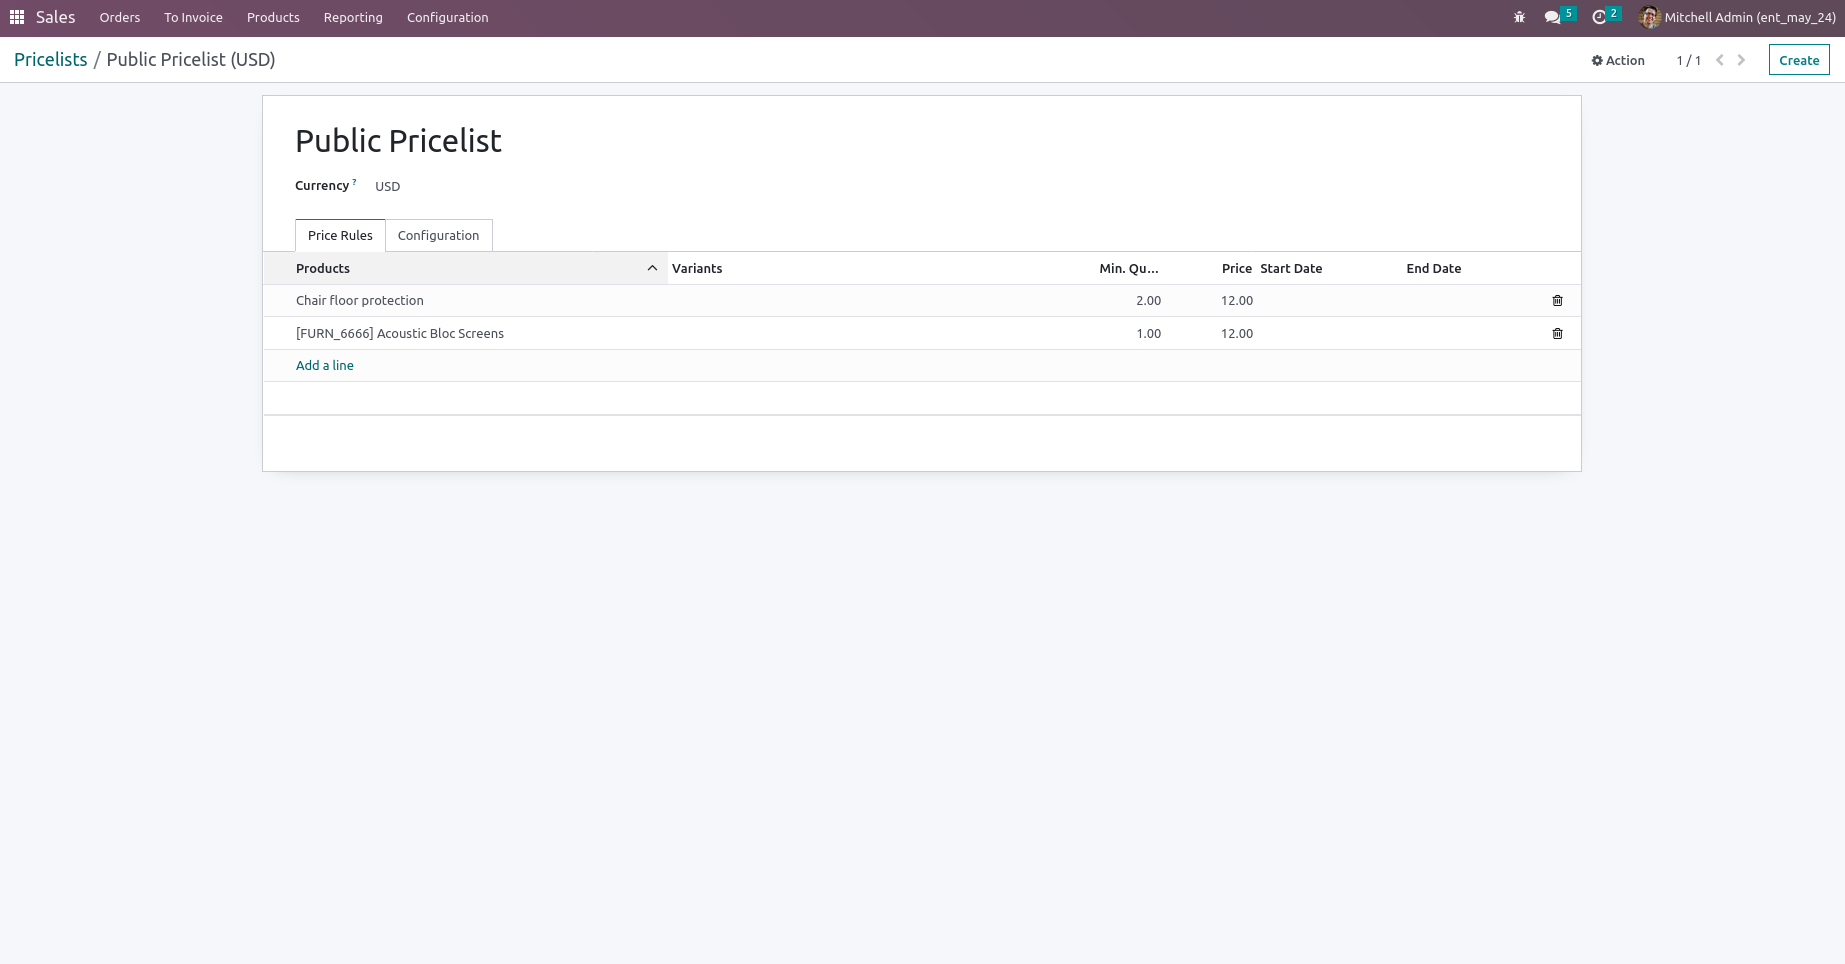 Sales Orders To Invoice Products Reporting Configuration 5 2 Mitchell Admin (ent_may_24)
Pricelists / Public Pricelist (USD) Action 1 / 1 Create
Public Pricelist
Currency ? USD
Price Rules Configuration
Products Variants Min. Qu... Price Start Date End Date
Chair floor protection 2.00 12.00
[FURN_6666] Acoustic Bloc Screens 1.00 12.00
Add a line